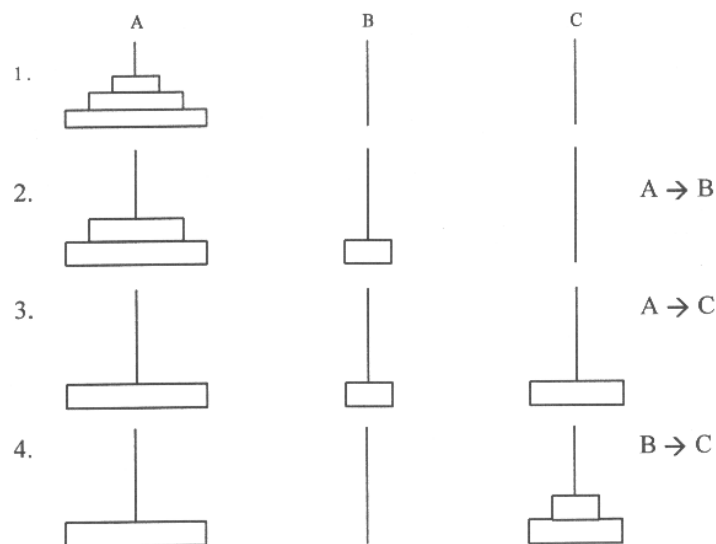 A B C
1.
2. A → B
3. A → C
4. B → C